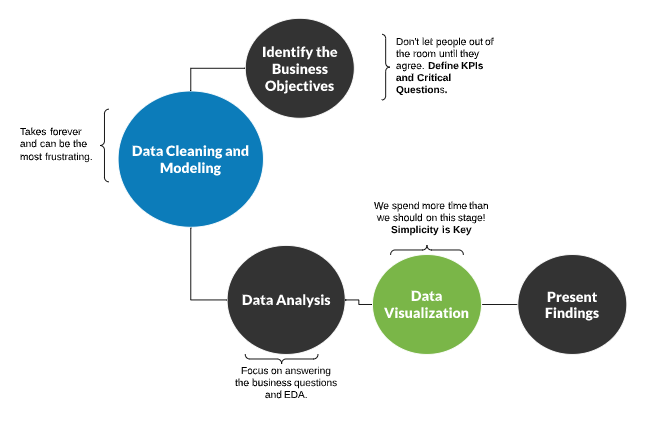 Identify the
Business
Objectives
Don't let people out of
the room until they
agree. Define KPIs
and Critical
Questions.
Takes forever
and can be the
most frustrating.
Data Cleaning and
Modeling
We spend more time than
we should on this stage!
Simplicity is Key
Data Analysis
Data
Visualization
Present
Findings
Focus on answering
the business questions
and EDA.